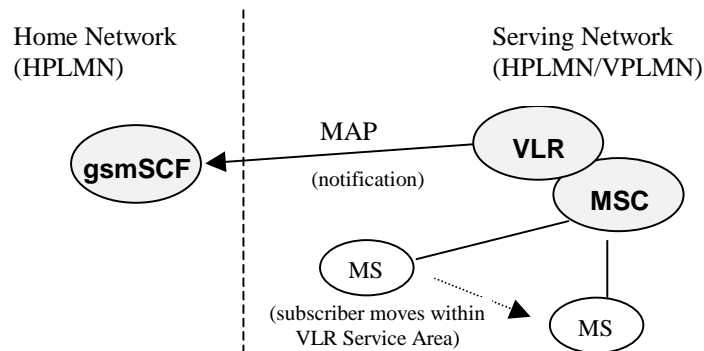 Home Network
(HPLMN)
Serving Network
(HPLMN/VPLMN)
MAP
VLR
gsmSCF
(notification)
MSC
MS
(subscriber moves within
VLR Service Area)
MS